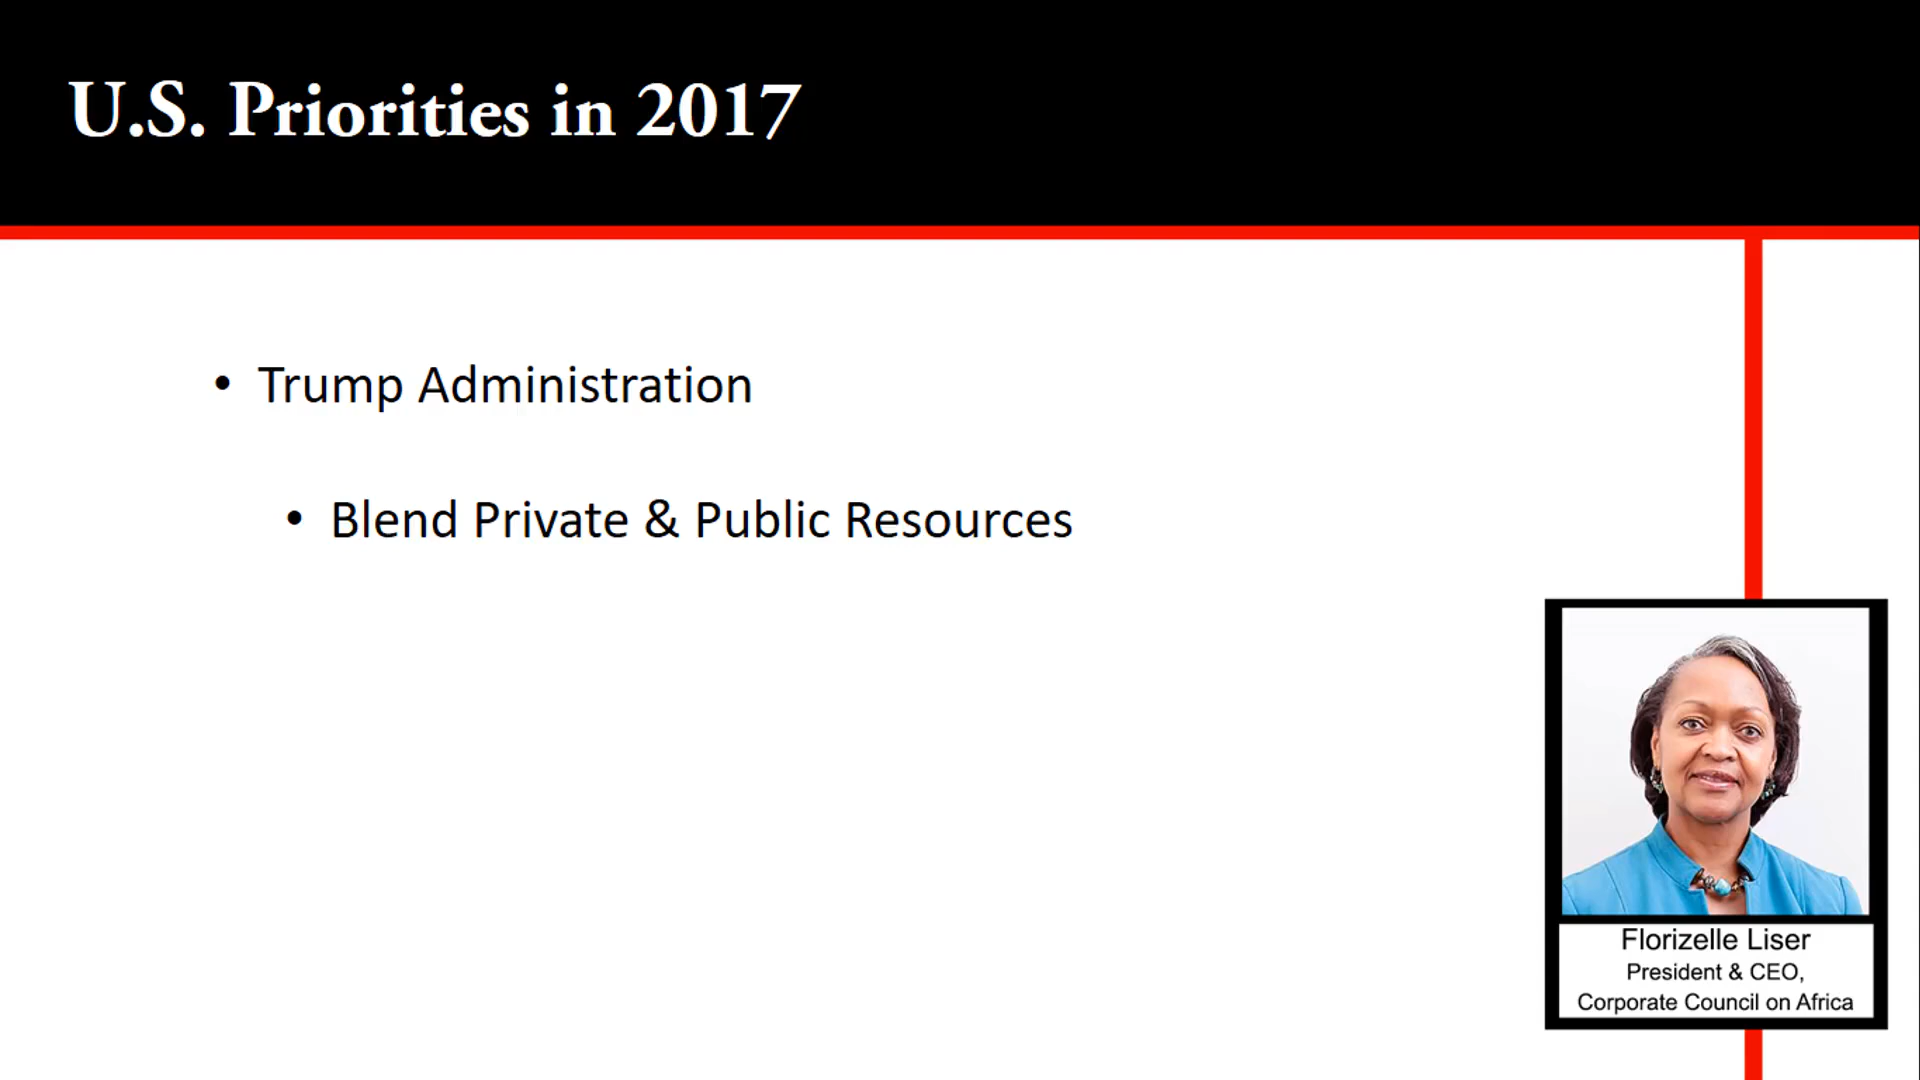 U.S. Priorities in 2017
• Trump Administration
• Blend Private & Public Resources
Florizelle Liser
President & CEO,
Corporate Council on Africa